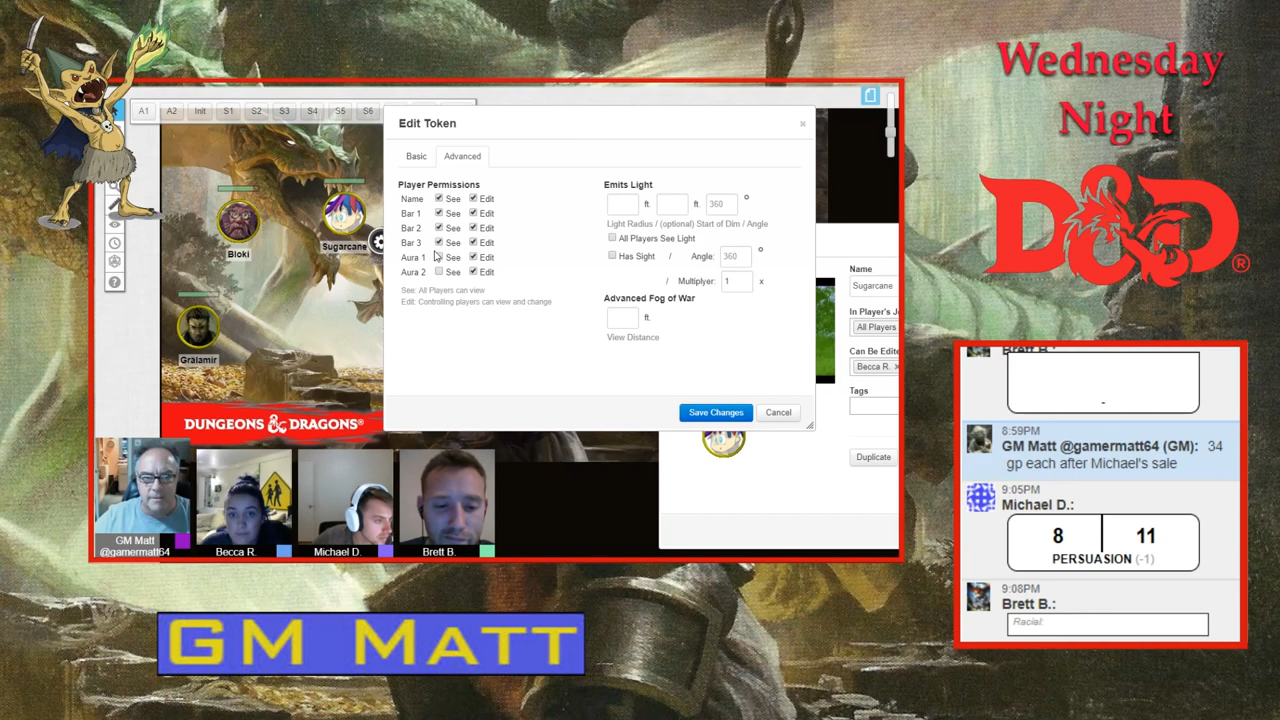 Wednesday
Night
D&D®
A1 A2 Init S1 S2 S3 S4 S5 S6
Edit Token
×
Basic Advanced
Player Permissions
Name See Edit
Bar 1 See Edit
Bar 2 See Edit
Bar 3 See Edit
Aura 1 See Edit
Aura 2 See Edit
See: All Players can view
Edit: Controlling players can view and change
Emits Light
ft. ft. 360 °
Light Radius / (optional) Start of Dim / Angle
All Players See Light
Has Sight / Angle: 360 °
/ Multiplyer: 1 x
Advanced Fog of War
ft.
View Distance
Save Changes Cancel
Bloki
Sugarcane
Gralamir
DUNGEONS & DRAGONS®
Name
Sugarcane
In Player's J
All Players
Can Be Edite
Becca R. ×
Tags
Duplicate
GM Matt
@gamermatt64
Becca R.
Michael D.
Brett B.
Brett B.:
-
8:59PM
GM Matt @gamermatt64 (GM): 34
gp each after Michael's sale
9:05PM
Michael D.:
8 11
PERSUASION (-1)
9:08PM
Brett B.:
Racial:
GM MATT